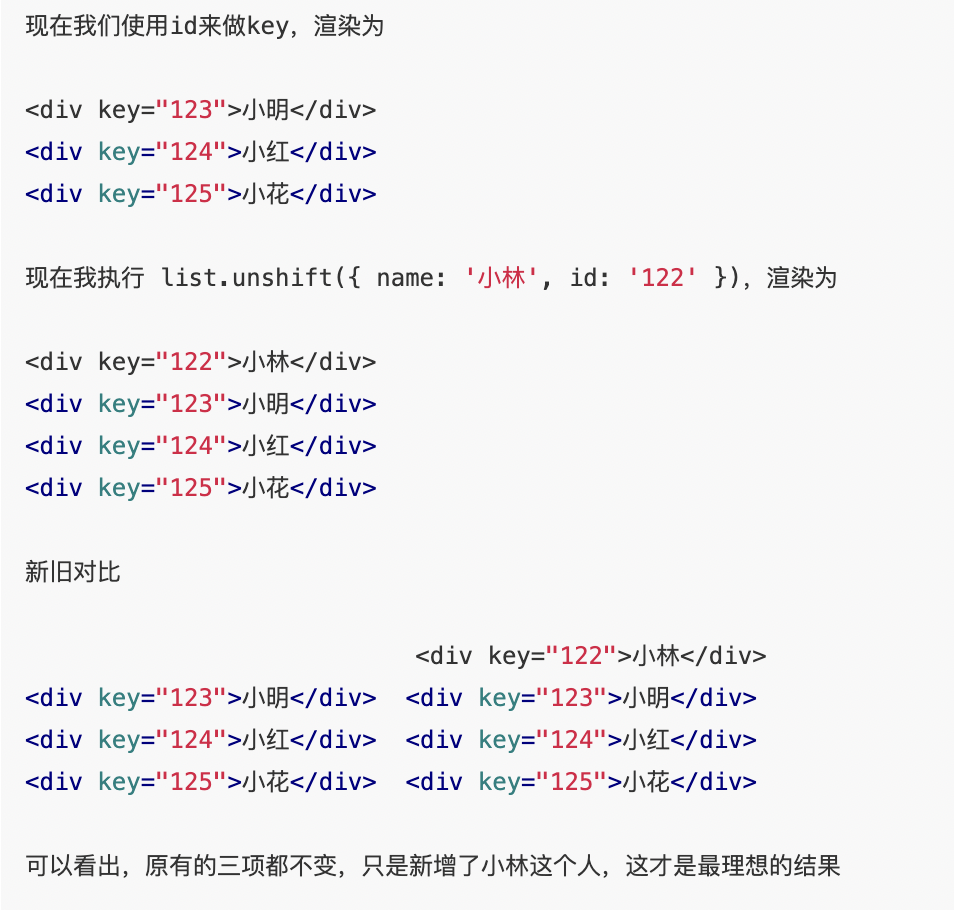 现在我们使用id来做key，渲染为
<div key="123">小明</div>
<div key="124">小红</div>
<div key="125">小花</div>
现在我执行 list.unshift({ name: '小林', id: '122' })，渲染为
<div key="122">小林</div>
<div key="123">小明</div>
<div key="124">小红</div>
<div key="125">小花</div>
新旧对比
<div key="122">小林</div>
<div key="123">小明</div>  <div key="123">小明</div>
<div key="124">小红</div>  <div key="124">小红</div>
<div key="125">小花</div>  <div key="125">小花</div>
可以看出，原有的三项都不变，只是新增了小林这个人，这才是最理想的结果